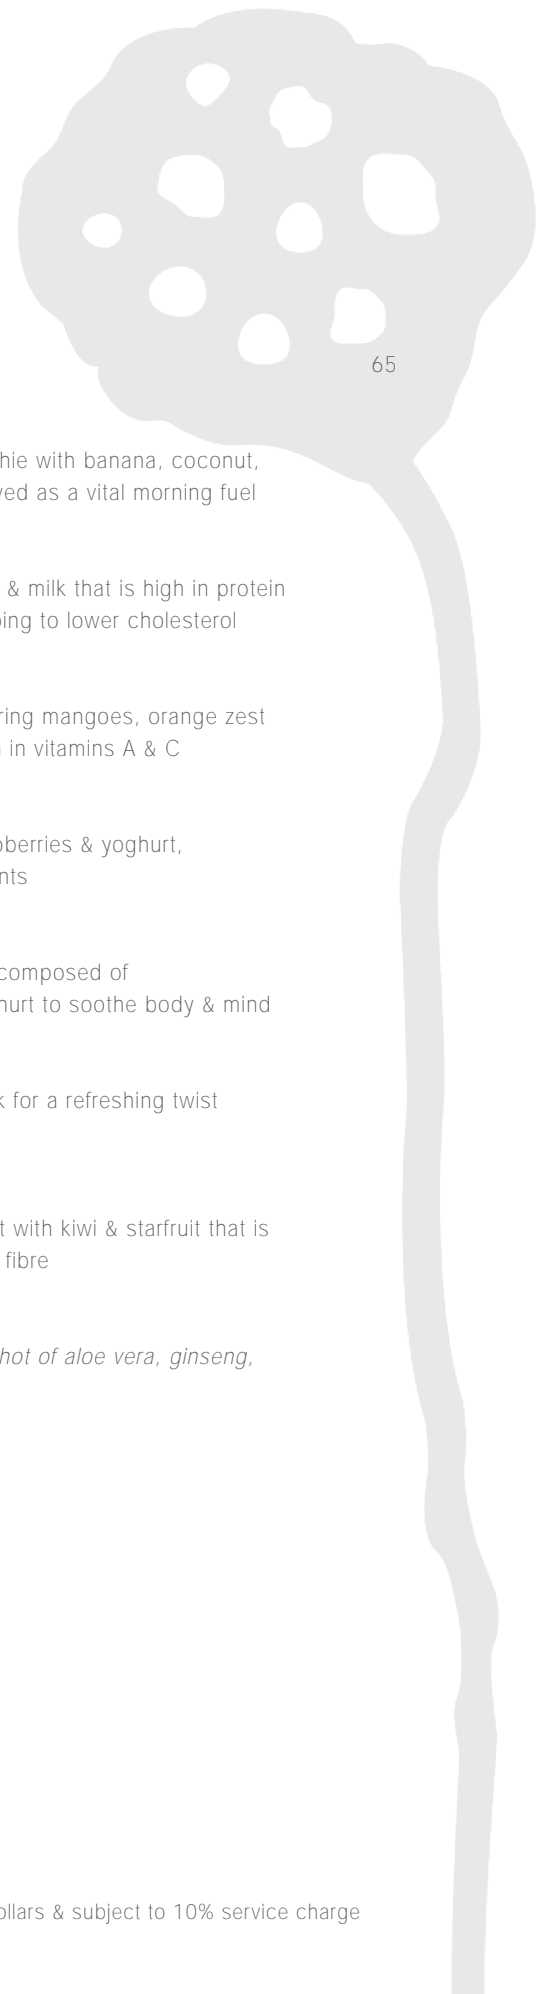 65
hie with banana, coconut,
ved as a vital morning fuel
& milk that is high in protein
ping to lower cholesterol
ring mangoes, orange zest
in vitamins A & C
berries & yoghurt,
nts
composed of
hurt to soothe body & mind
k for a refreshing twist
t with kiwi & starfruit that is
fibre
hot of aloe vera, ginseng,
ollars & subject to 10% service charge